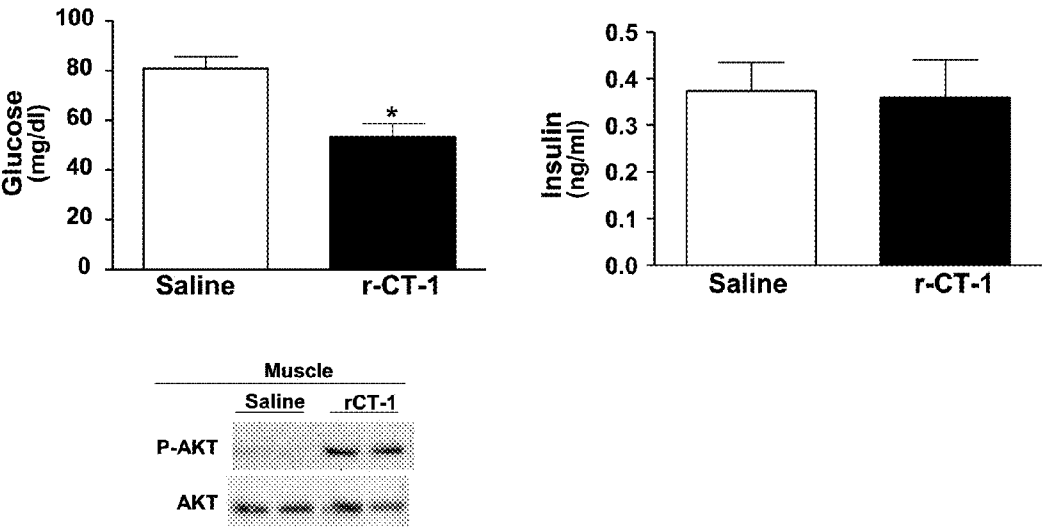 100
80
60
40
20
0
Glucose
(mg/dl)
*
Saline r-CT-1
0.5
0.4
0.3
0.2
0.1
0.0
Insulin
(ng/ml)
Saline r-CT-1
Muscle
Saline rCT-1
P-AKT
AKT